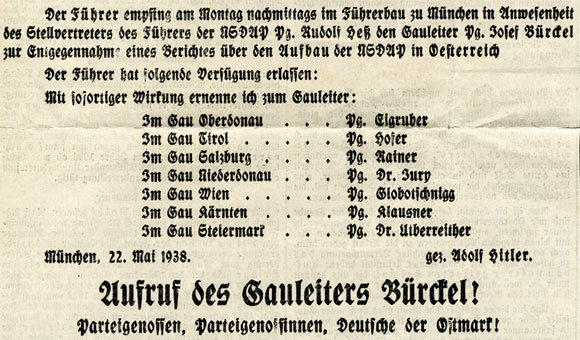 Der Führer empfing am Montag nachmittags im Führerbau zu München in Anwesenheit
des Stellvertreters des Führers der NSDAP Pg. Rudolf Heß den Gauleiter Pg. Josef Bürckel
zur Entgegennahme eines Berichtes über den Aufbau der NSDAP in Oesterreich
Der Führer hat folgende Verfügung erlassen:
Mit sofortiger Wirkung ernenne ich zum Gauleiter:
Im Gau Oberdonau . . . . Pg. Eigruber
Im Gau Tirol . . . . . Pg. Hofer
Im Gau Salzburg . . . . Pg. Rainer
Im Gau Niederdonau . . . Pg. Dr. Jury
Im Gau Wien . . . . . Pg. Globotschnigg
Im Gau Kärnten . . . . Pg. Klausner
Im Gau Steiermark . . . Pg. Dr. Uiberreither
München, 22. Mai 1938. gez. Adolf Hitler.
Aufruf des Gauleiters Bürckel!
Parteigenossen, Parteigenossinnen, Deutsche der Ostmark!